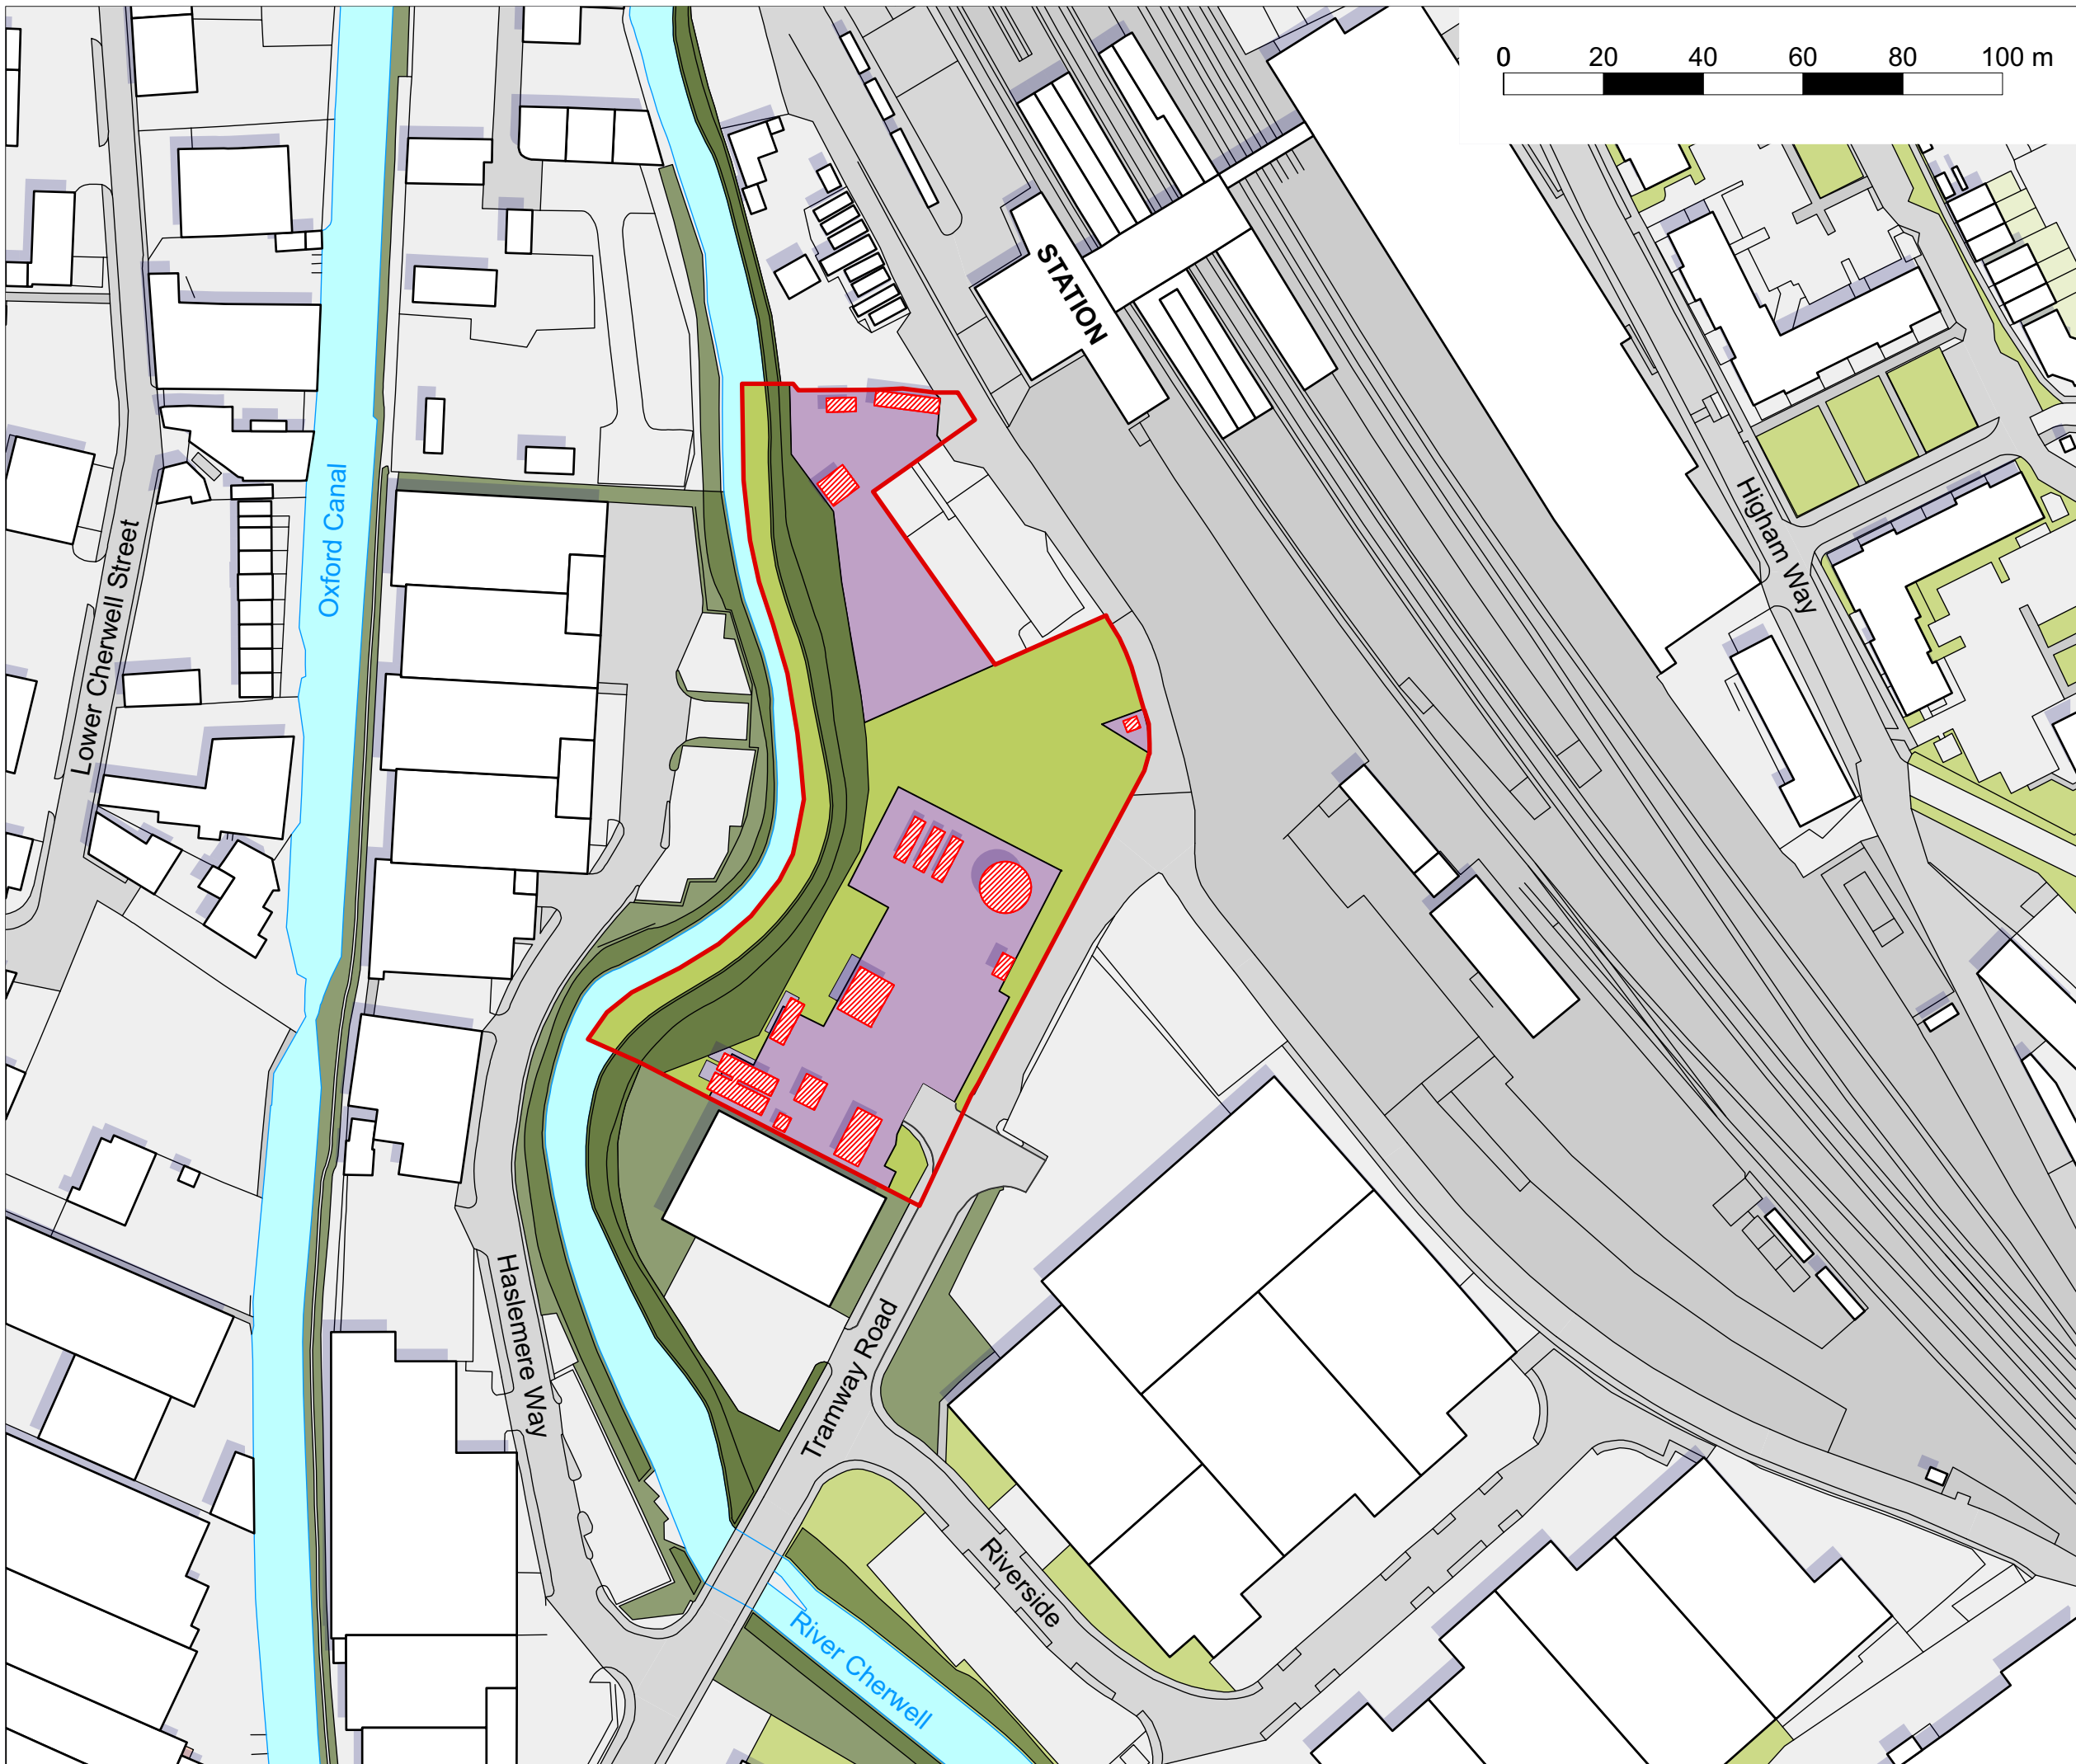 0 20 40 60 80 100 m
STATION
Oxford Canal
Higham Way
Lower Cherwell Street
Haslemere Way
Tramway Road
Riverside
River Cherwell